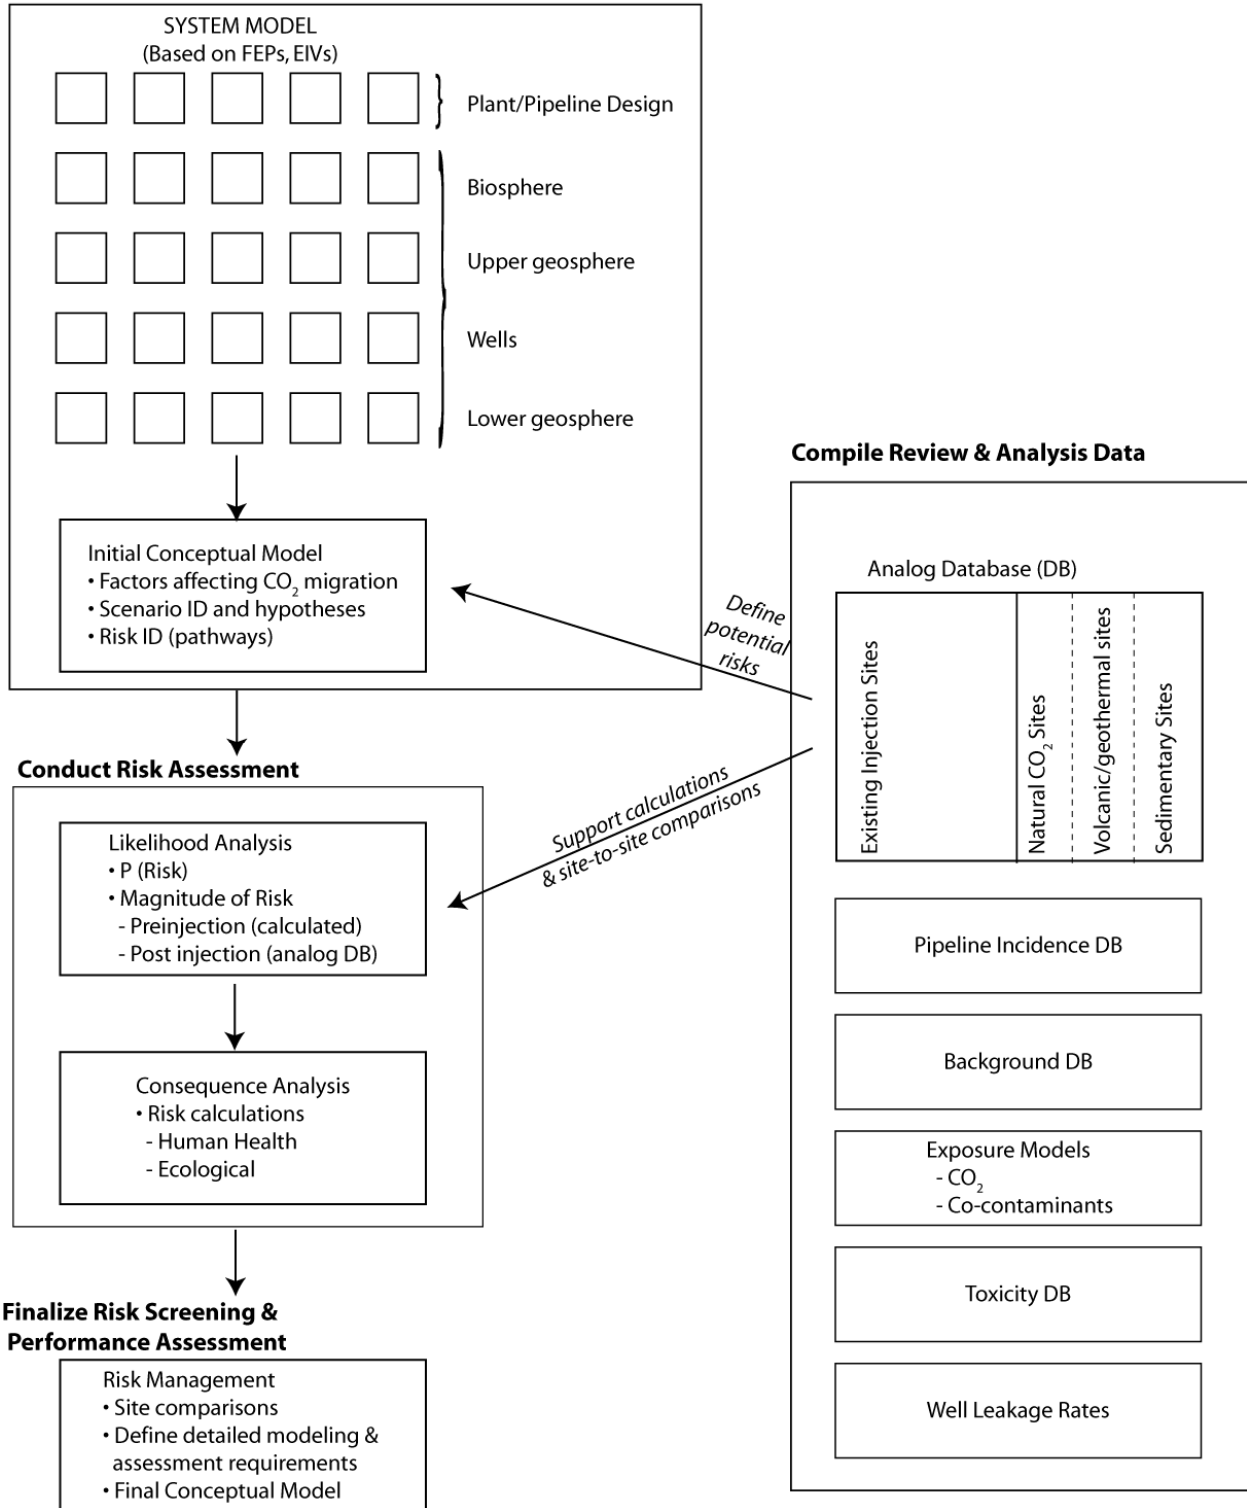 SYSTEM MODEL
(Based on FEPs, EIVs)
Plant/Pipeline Design
Biosphere
Upper geosphere
Wells
Lower geosphere
Initial Conceptual Model
• Factors affecting CO₂ migration
• Scenario ID and hypotheses
• Risk ID (pathways)
Define
potential
risks
Conduct Risk Assessment
Likelihood Analysis
• P (Risk)
• Magnitude of Risk
- Preinjection (calculated)
- Post injection (analog DB)
Support calculations
& site-to-site comparisons
Consequence Analysis
• Risk calculations
- Human Health
- Ecological
Finalize Risk Screening &
Performance Assessment
Risk Management
• Site comparisons
• Define detailed modeling &
assessment requirements
• Final Conceptual Model
Compile Review & Analysis Data
Analog Database (DB)
Existing Injection Sites
Natural CO₂ Sites
Volcanic/geothermal sites
Sedimentary Sites
Pipeline Incidence DB
Background DB
Exposure Models
- CO₂
- Co-contaminants
Toxicity DB
Well Leakage Rates